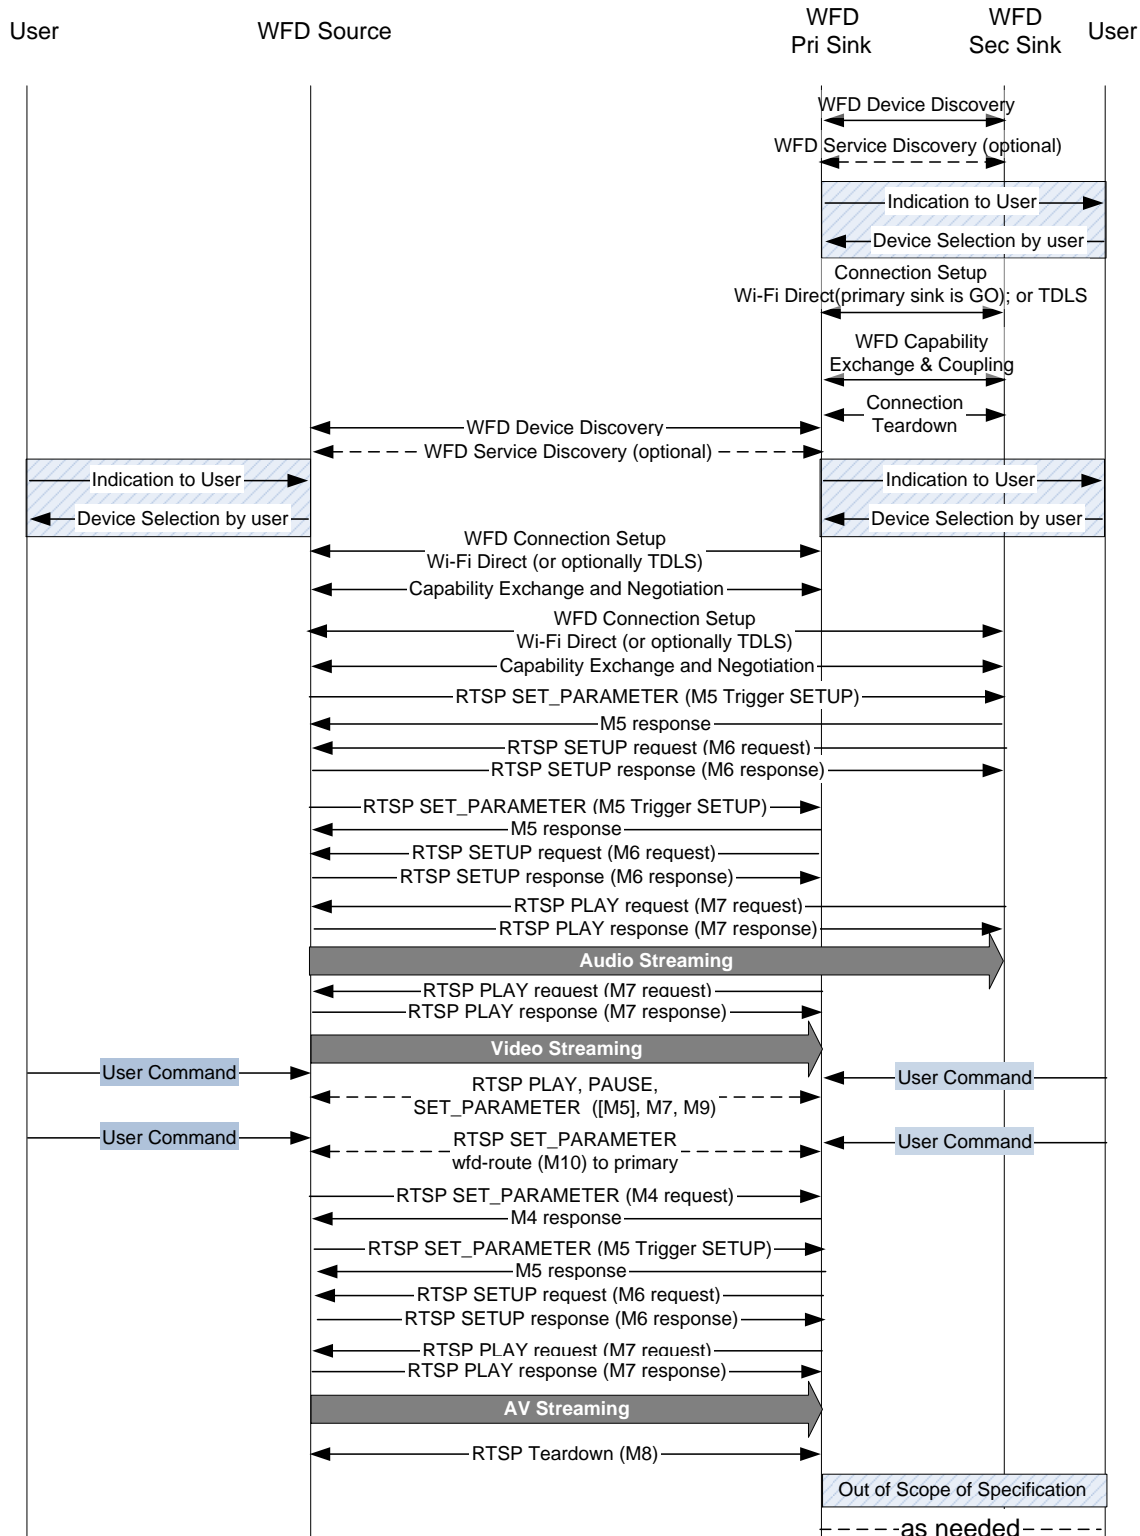 User
WFD Source
WFD
Pri Sink
WFD
Sec Sink
User
WFD Device Discovery
WFD Service Discovery (optional)
Indication to User
Device Selection by user
Connection Setup
Wi-Fi Direct(primary sink is GO); or TDLS
WFD Capability
Exchange & Coupling
Connection
Teardown
WFD Device Discovery
WFD Service Discovery (optional)
Indication to User
Indication to User
Device Selection by user
Device Selection by user
WFD Connection Setup
Wi-Fi Direct (or optionally TDLS)
Capability Exchange and Negotiation
WFD Connection Setup
Wi-Fi Direct (or optionally TDLS)
Capability Exchange and Negotiation
RTSP SET_PARAMETER (M5 Trigger SETUP)
M5 response
RTSP SETUP request (M6 request)
RTSP SETUP response (M6 response)
RTSP SET_PARAMETER (M5 Trigger SETUP)
M5 response
RTSP SETUP request (M6 request)
RTSP SETUP response (M6 response)
RTSP PLAY request (M7 request)
RTSP PLAY response (M7 response)
Audio Streaming
RTSP PLAY request (M7 request)
RTSP PLAY response (M7 response)
Video Streaming
User Command
User Command
RTSP PLAY, PAUSE,
SET_PARAMETER ([M5], M7, M9)
User Command
User Command
RTSP SET_PARAMETER
wfd-route (M10) to primary
RTSP SET_PARAMETER (M4 request)
M4 response
RTSP SET_PARAMETER (M5 Trigger SETUP)
M5 response
RTSP SETUP request (M6 request)
RTSP SETUP response (M6 response)
RTSP PLAY request (M7 request)
RTSP PLAY response (M7 response)
AV Streaming
RTSP Teardown (M8)
Out of Scope of Specification
as needed